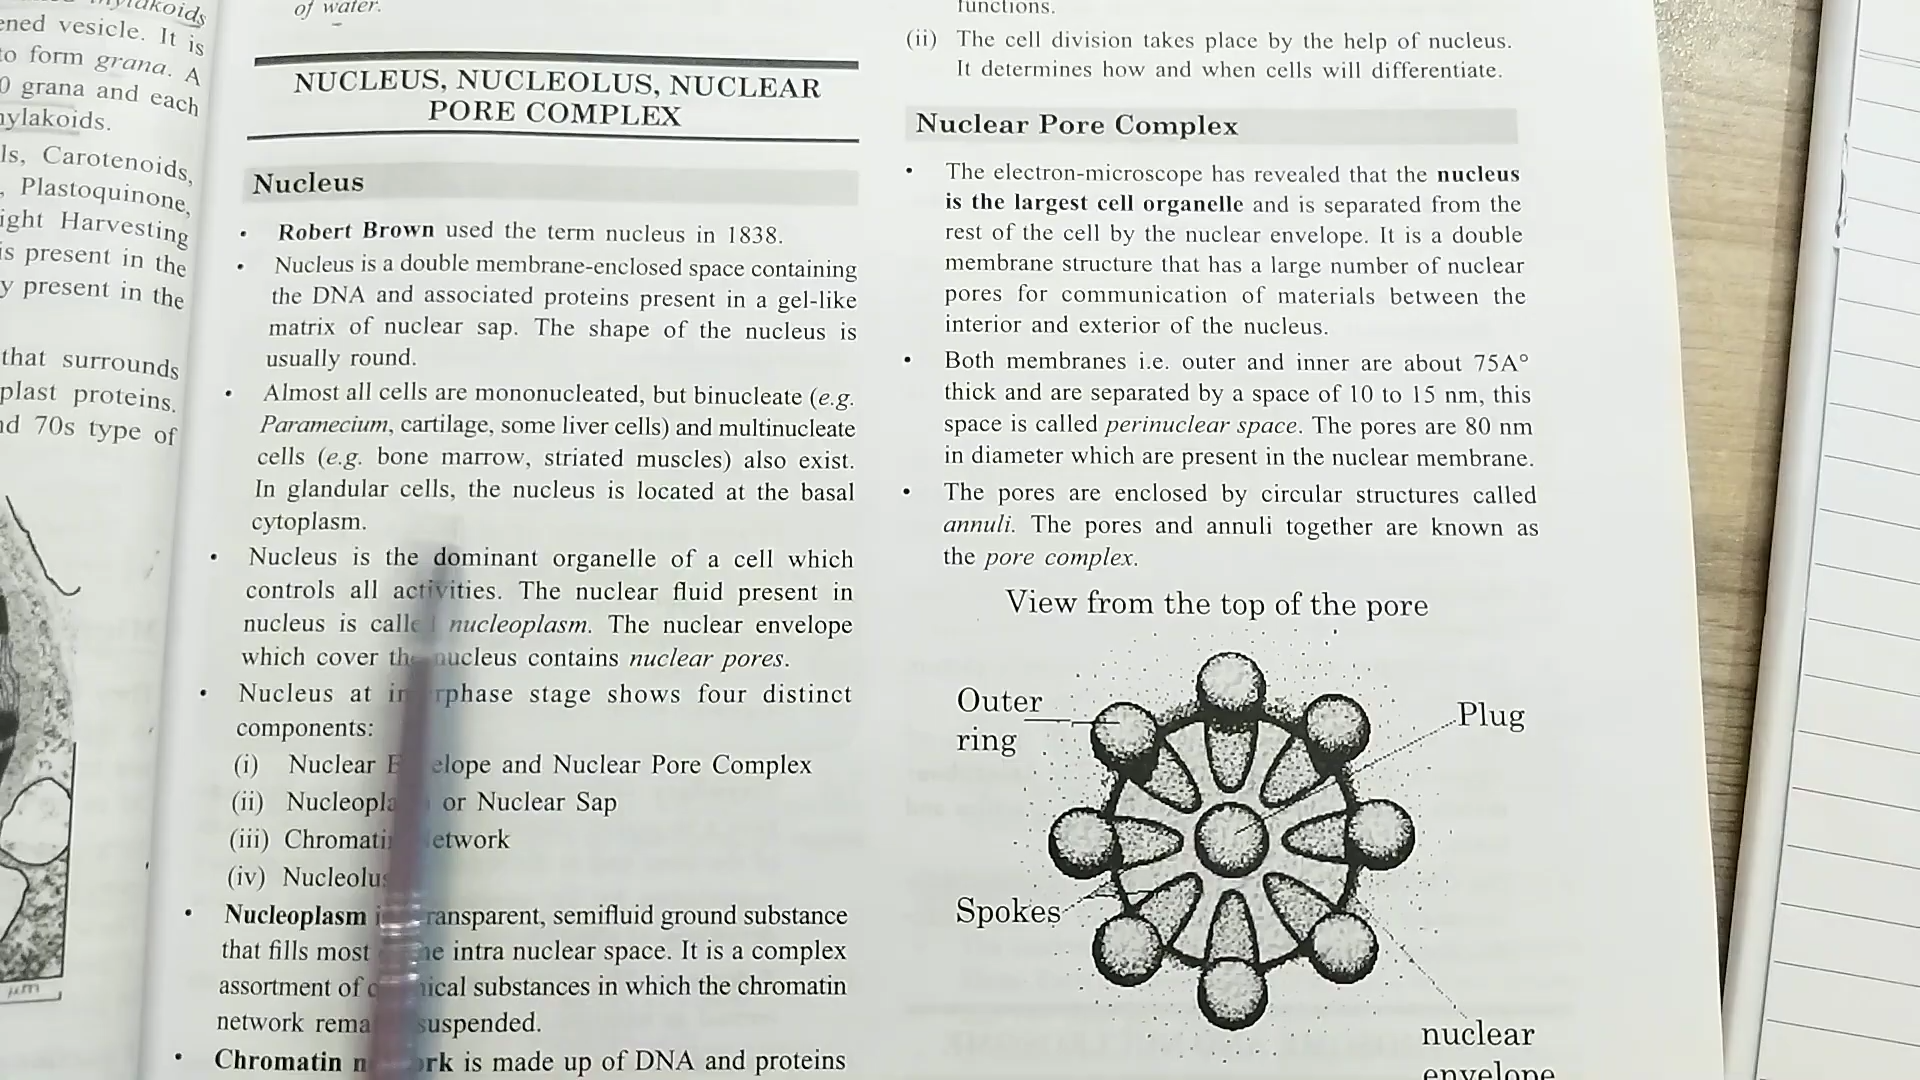 thylakoids
ened vesicle. It is
to form grana. A
0 grana and each
hylakoids.
ls, Carotenoids,
, Plastoquinone,
ight Harvesting
is present in the
y present in the
that surrounds
plast proteins.
nd 70s type of
μm
of water.
NUCLEUS, NUCLEOLUS, NUCLEAR
PORE COMPLEX
Nucleus
• Robert Brown used the term nucleus in 1838.
• Nucleus is a double membrane-enclosed space containing
the DNA and associated proteins present in a gel-like
matrix of nuclear sap. The shape of the nucleus is
usually round.
• Almost all cells are mononucleated, but binucleate (e.g.
Paramecium, cartilage, some liver cells) and multinucleate
cells (e.g. bone marrow, striated muscles) also exist.
In glandular cells, the nucleus is located at the basal
cytoplasm.
• Nucleus is the dominant organelle of a cell which
controls all activities. The nuclear fluid present in
nucleus is called nucleoplasm. The nuclear envelope
which cover the nucleus contains nuclear pores.
• Nucleus at interphase stage shows four distinct
components:
(i) Nuclear Envelope and Nuclear Pore Complex
(ii) Nucleoplasm or Nuclear Sap
(iii) Chromatin Network
(iv) Nucleolus
• Nucleoplasm is transparent, semifluid ground substance
that fills most of the intra nuclear space. It is a complex
assortment of chemical substances in which the chromatin
network remains suspended.
• Chromatin network is made up of DNA and proteins
functions.
(ii) The cell division takes place by the help of nucleus.
It determines how and when cells will differentiate.
Nuclear Pore Complex
• The electron-microscope has revealed that the nucleus
is the largest cell organelle and is separated from the
rest of the cell by the nuclear envelope. It is a double
membrane structure that has a large number of nuclear
pores for communication of materials between the
interior and exterior of the nucleus.
• Both membranes i.e. outer and inner are about 75A°
thick and are separated by a space of 10 to 15 nm, this
space is called perinuclear space. The pores are 80 nm
in diameter which are present in the nuclear membrane.
• The pores are enclosed by circular structures called
annuli. The pores and annuli together are known as
the pore complex.
View from the top of the pore
Outer
ring
Plug
Spokes
nuclear
envelope